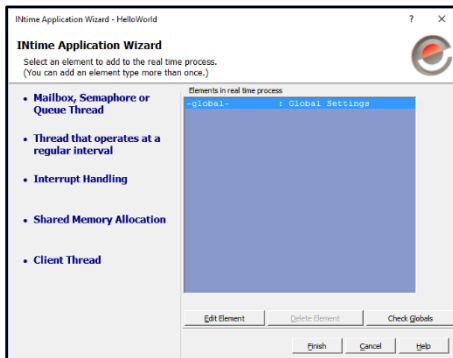 INtime Application Wizard - HelloWorld
? ×
INtime Application Wizard
Select an element to add to the real time
process.
(You can add an element type more
than once.)
• Mailbox, Semaphore or
Queue Thread
• Thread that operates at a
regular interval
• Interrupt Handling
• Shared Memory Allocation
• Client Thread
Elements in real time process
-global- : Global Settings
Edit Element
Delete Element
Check Globals
Finish
Cancel
Help